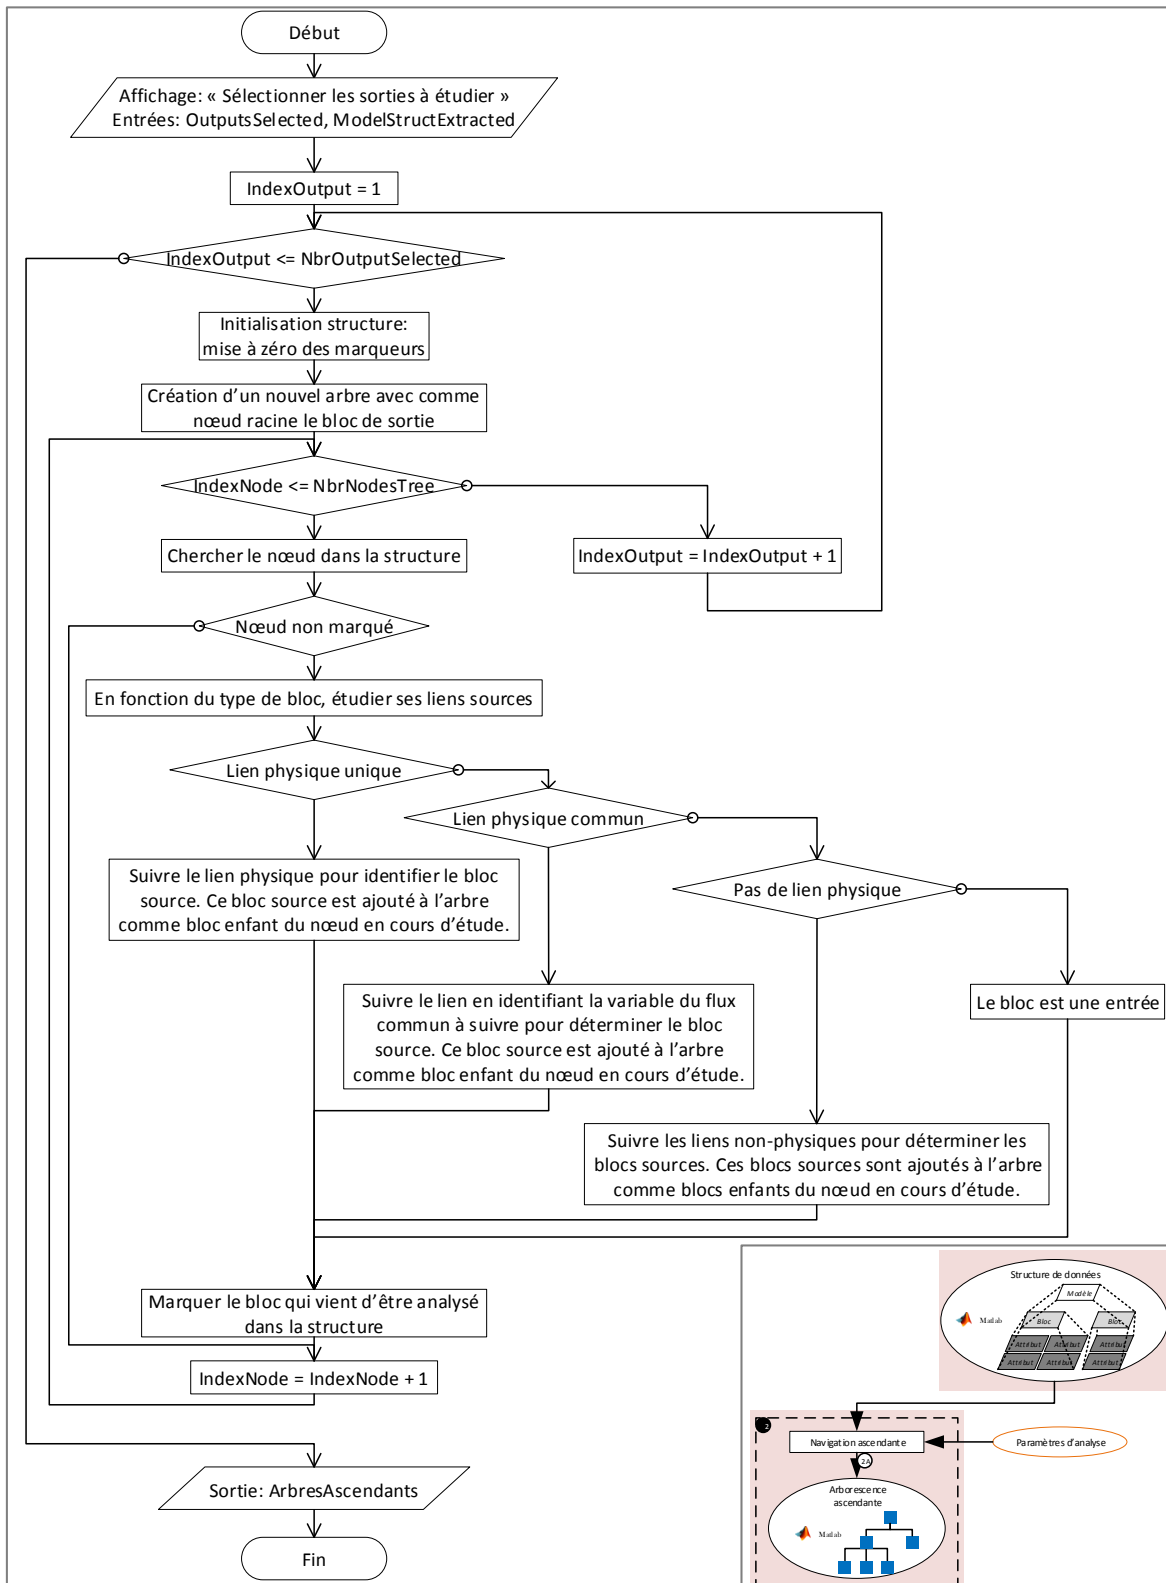 Début
Affichage: « Sélectionner les sorties à étudier »
Entrées: OutputsSelected, ModelStructExtracted
IndexOutput = 1
IndexOutput <= NbrOutputSelected
Initialisation structure:
mise à zéro des marqueurs
Création d’un nouvel arbre avec comme
nœud racine le bloc de sortie
IndexNode <= NbrNodesTree
Chercher le nœud dans la structure
IndexOutput = IndexOutput + 1
Nœud non marqué
En fonction du type de bloc, étudier ses liens sources
Lien physique unique
Lien physique commun
Pas de lien physique
Suivre le lien physique pour identifier le bloc
source. Ce bloc source est ajouté à l’arbre
comme bloc enfant du nœud en cours d’étude.
Suivre le lien en identifiant la variable du flux
commun à suivre pour déterminer le bloc
source. Ce bloc source est ajouté à l’arbre
comme bloc enfant du nœud en cours d’étude.
Le bloc est une entrée
Suivre les liens non-physiques pour déterminer les
blocs sources. Ces blocs sources sont ajoutés à l’arbre
comme blocs enfants du nœud en cours d’étude.
Marquer le bloc qui vient d’être analysé
dans la structure
IndexNode = IndexNode + 1
Sortie: ArbresAscendants
Fin
Structure de données
Modèle
Matlab
Bloc
Bloc
Attribut
Attribut
Attribut
Attribut
Attribut
Attribut
2
Navigation ascendante
Paramètres d’analyse
2A
Arborescence
ascendante
Matlab